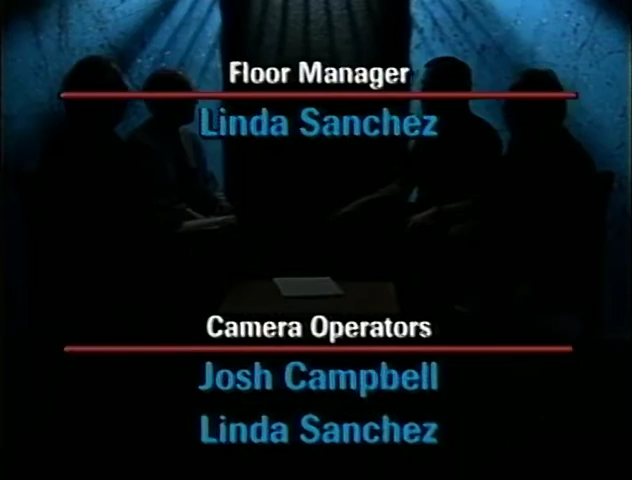 Floor Manager
Linda Sanchez
Camera Operators
Josh Campbell
Linda Sanchez